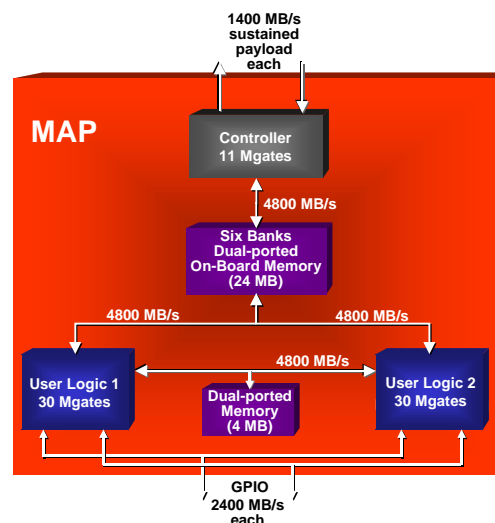 1400 MB/s
sustained
payload
each
MAP
Controller
11 Mgates
4800 MB/s
Six Banks
Dual-ported
On-Board Memory
(24 MB)
4800 MB/s
4800 MB/s
4800 MB/s
User Logic 1
30 Mgates
Dual-ported
Memory
(4 MB)
User Logic 2
30 Mgates
GPIO
2400 MB/s
each